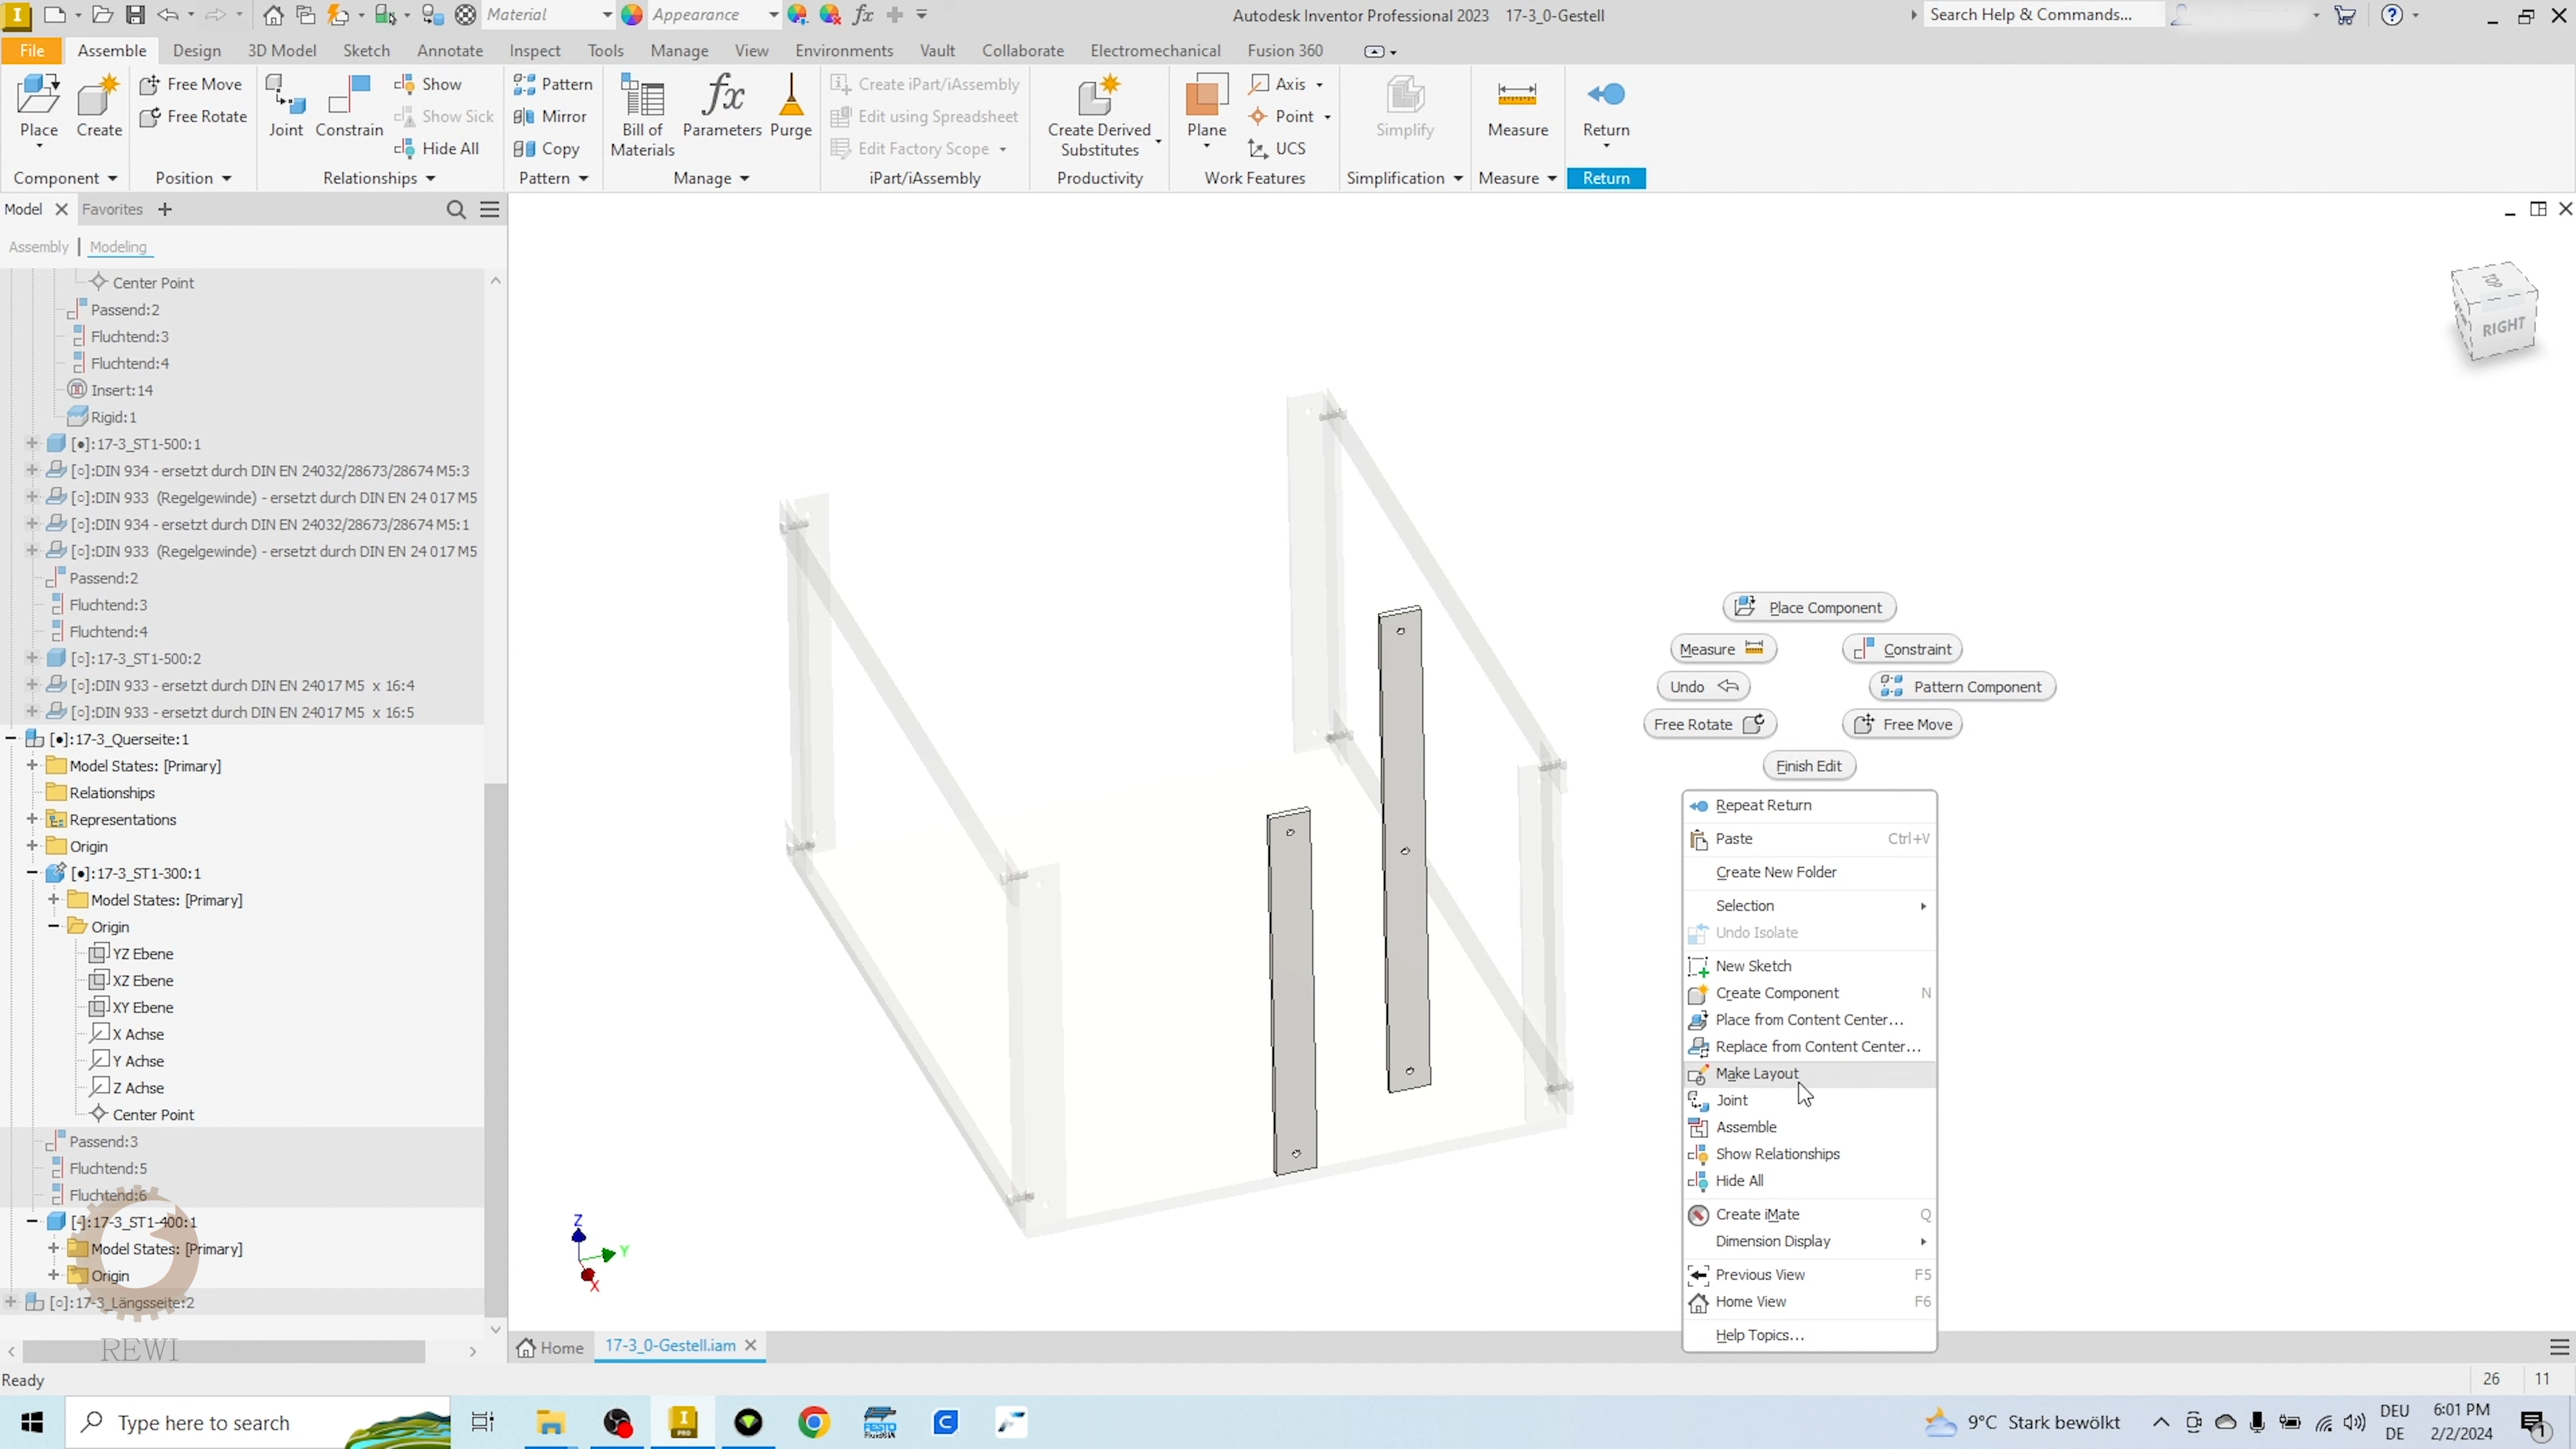 Material
Appearance
Autodesk Inventor Professional 2023 17-3_0-Gestell
Search Help & Commands...
File Assemble Design 3D Model Sketch Annotate Inspect Tools Manage View Environments Vault Collaborate Electromechanical Fusion 360
Place
Create
Free Move
Free Rotate
Joint
Constrain
Show
Show Sick
Hide All
Pattern
Mirror
Copy
Bill of
Materials
Parameters
Purge
Create iPart/iAssembly
Edit using Spreadsheet
Edit Factory Scope
Create Derived
Substitutes
Plane
Axis
Point
UCS
Simplify
Measure
Return
Component Position Relationships Pattern Manage iPart/iAssembly Productivity Work Features Simplification Measure Return
Model Favorites
Assembly | Modeling
Center Point
Passend:2
Fluchtend:3
Fluchtend:4
Insert:14
Rigid:1
[●]:17-3_ST1-500:1
[○]:DIN 934 - ersetzt durch DIN EN 24032/28673/28674 M5:3
[○]:DIN 933 (Regelgewinde) - ersetzt durch DIN EN 24 017 M5
[○]:DIN 934 - ersetzt durch DIN EN 24032/28673/28674 M5:1
[○]:DIN 933 (Regelgewinde) - ersetzt durch DIN EN 24 017 M5
Passend:2
Fluchtend:3
Fluchtend:4
[○]:17-3_ST1-500:2
[○]:DIN 933 - ersetzt durch DIN EN 24017 M5 x 16:4
[○]:DIN 933 - ersetzt durch DIN EN 24017 M5 x 16:5
[●]:17-3_Querseite:1
Model States: [Primary]
Relationships
Representations
Origin
[●]:17-3_ST1-300:1
Model States: [Primary]
Origin
YZ Ebene
XZ Ebene
XY Ebene
X Achse
Y Achse
Z Achse
Center Point
Passend:3
Fluchtend:5
Fluchtend:6
[-]:17-3_ST1-400:1
Model States: [Primary]
Origin
[○]:17-3_Längsseite:2
REWI
TOP
RIGHT
Z
Y
X
Place Component
Measure
Constraint
Undo
Pattern Component
Free Rotate
Free Move
Finish Edit
Repeat Return
Paste Ctrl+V
Create New Folder
Selection
Undo Isolate
New Sketch
Create Component N
Place from Content Center...
Replace from Content Center...
Make Layout
Joint
Assemble
Show Relationships
Hide All
Create iMate Q
Dimension Display
Previous View F5
Home View F6
Help Topics...
Home 17-3_0-Gestell.iam
Ready
26 11
Type here to search
9°C Stark bewölkt
DEU
DE
6:01 PM
2/2/2024